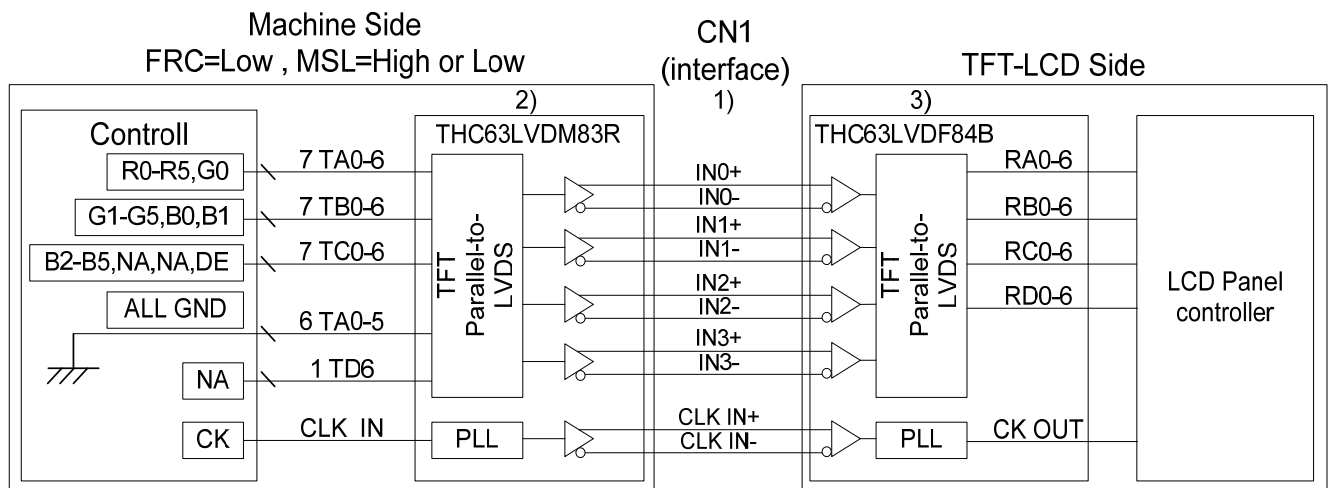 Machine Side
FRC=Low , MSL=High or Low
CN1
(interface)
1)
TFT-LCD Side
Controll
R0-R5,G0
G1-G5,B0,B1
B2-B5,NA,NA,DE
ALL GND
NA
CK
7 TA0-6
7 TB0-6
7 TC0-6
6 TA0-5
1 TD6
CLK IN
2)
THC63LVDM83R
TFT
Parallel-to-
LVDS
PLL
IN0+
IN0-
IN1+
IN1-
IN2+
IN2-
IN3+
IN3-
CLK IN+
CLK IN-
3)
THC63LVDF84B
TFT
Parallel-to-
LVDS
PLL
RA0-6
RB0-6
RC0-6
RD0-6
CK OUT
LCD Panel
controller